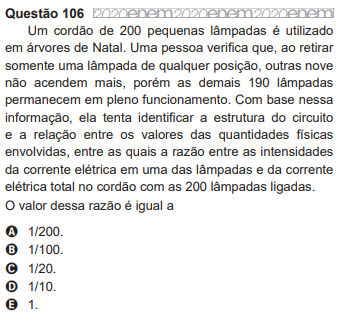 Questão 106 2020enem2020enem2020enem
Um cordão de 200 pequenas lâmpadas é utilizado
em árvores de Natal. Uma pessoa verifica que, ao retirar
somente uma lâmpada de qualquer posição, outras nove
não acendem mais, porém as demais 190 lâmpadas
permanecem em pleno funcionamento. Com base nessa
informação, ela tenta identificar a estrutura do circuito
e a relação entre os valores das quantidades físicas
envolvidas, entre as quais a razão entre as intensidades
da corrente elétrica em uma das lâmpadas e da corrente
elétrica total no cordão com as 200 lâmpadas ligadas.
O valor dessa razão é igual a
A 1/200.
B 1/100.
C 1/20.
D 1/10.
E 1.